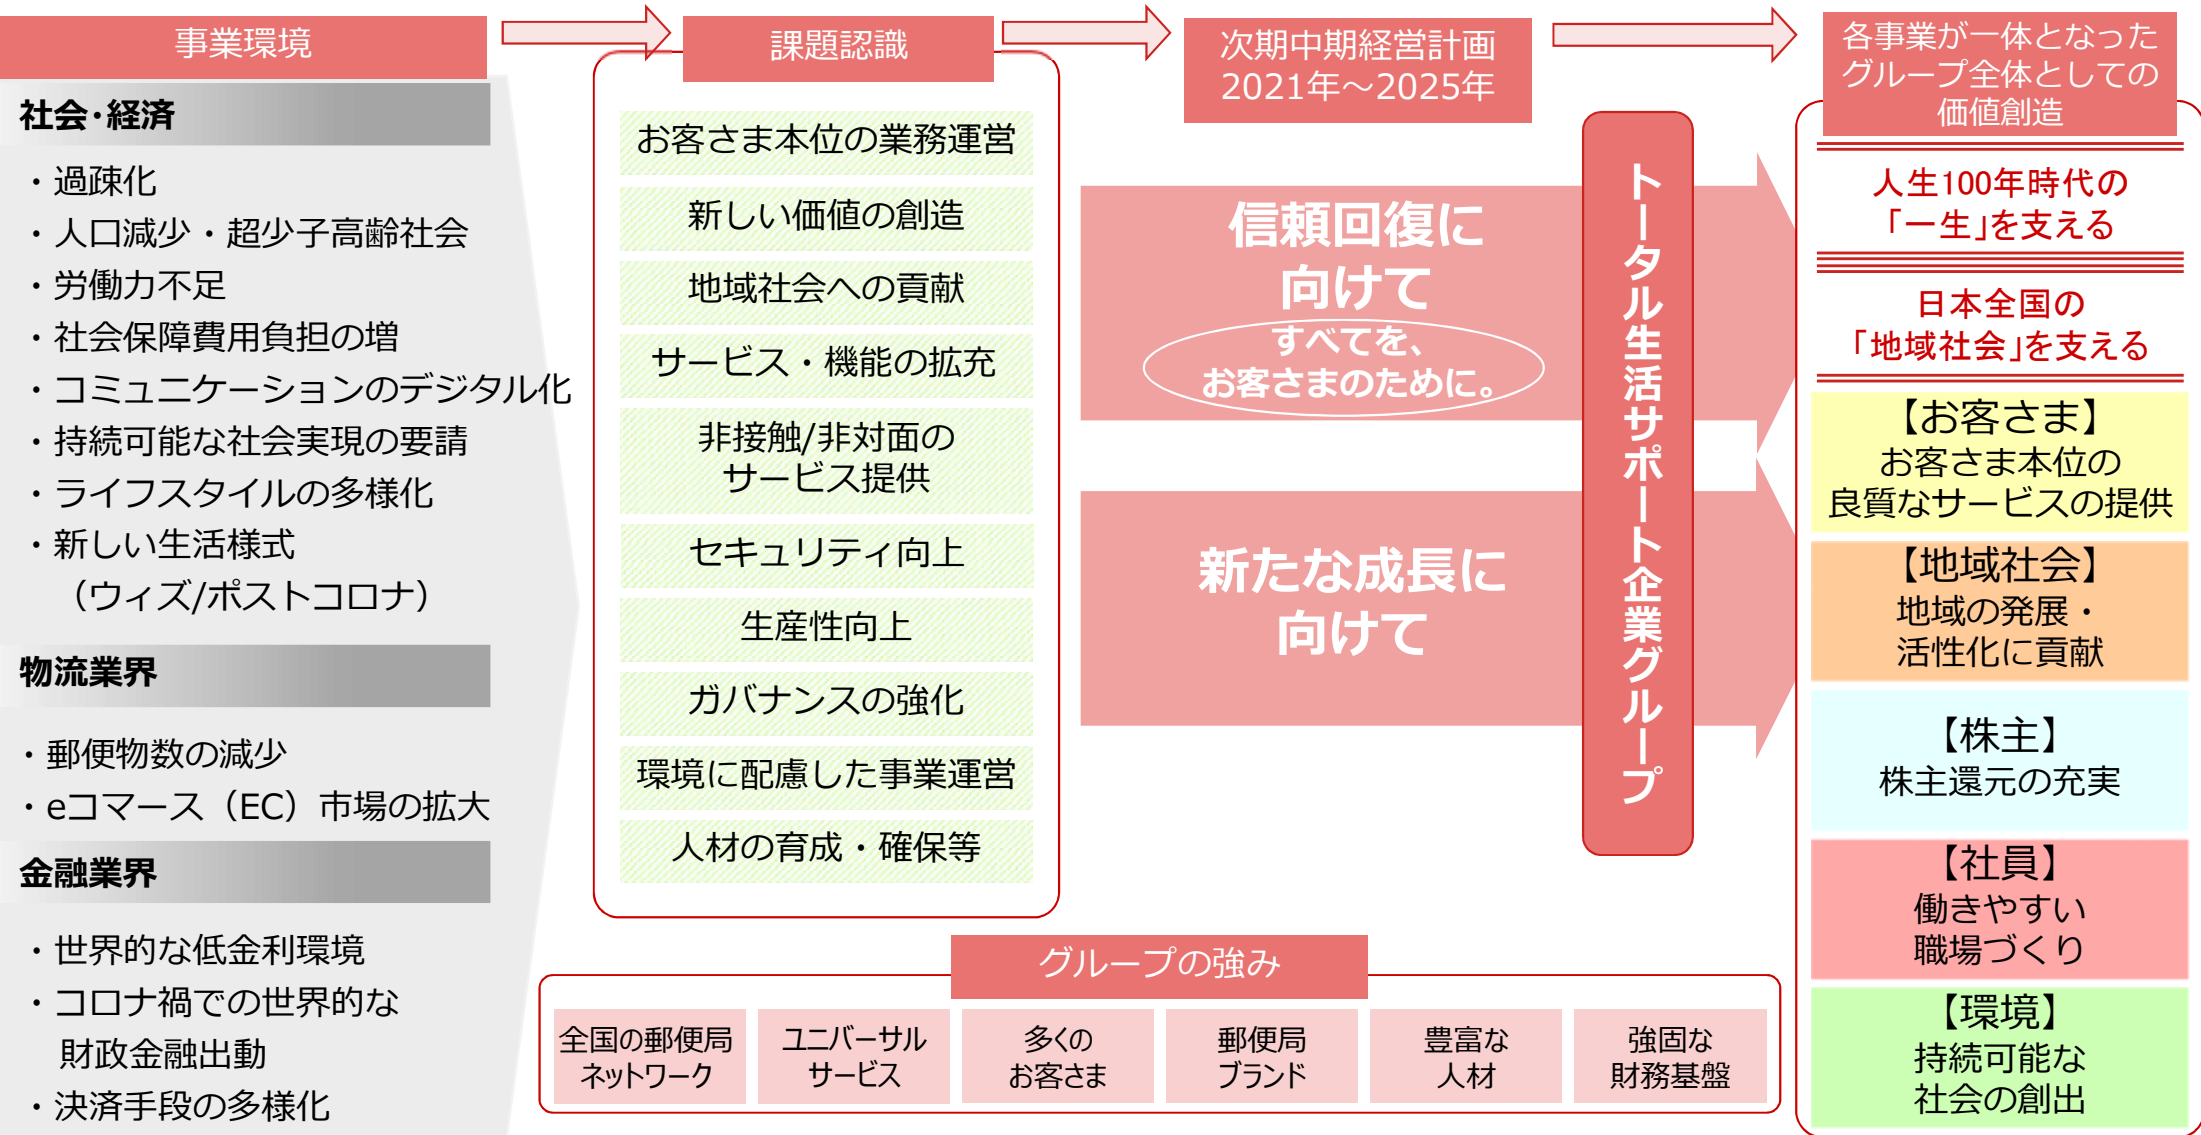 事業環境
社会・経済
・過疎化
・人口減少・超少子高齢社会
・労働力不足
・社会保障費用負担の増
・コミュニケーションのデジタル化
・持続可能な社会実現の要請
・ライフスタイルの多様化
・新しい生活様式
（ウィズ/ポストコロナ）
物流業界
・郵便物数の減少
・eコマース（EC）市場の拡大
金融業界
・世界的な低金利環境
・コロナ禍での世界的な
財政金融出動
・決済手段の多様化
課題認識
お客さま本位の業務運営
新しい価値の創造
地域社会への貢献
サービス・機能の拡充
非接触/非対面の
サービス提供
セキュリティ向上
生産性向上
ガバナンスの強化
環境に配慮した事業運営
人材の育成・確保等
次期中期経営計画
2021年～2025年
信頼回復に
向けて
すべてを、
お客さまのために。
新たな成長に
向けて
トータル生活サポート企業グループ
グループの強み
全国の郵便局
ネットワーク
ユニバーサル
サービス
多くの
お客さま
郵便局
ブランド
豊富な
人材
強固な
財務基盤
各事業が一体となった
グループ全体としての
価値創造
人生100年時代の
「一生」を支える
日本全国の
「地域社会」を支える
【お客さま】
お客さま本位の
良質なサービスの提供
【地域社会】
地域の発展・
活性化に貢献
【株主】
株主還元の充実
【社員】
働きやすい
職場づくり
【環境】
持続可能な
社会の創出